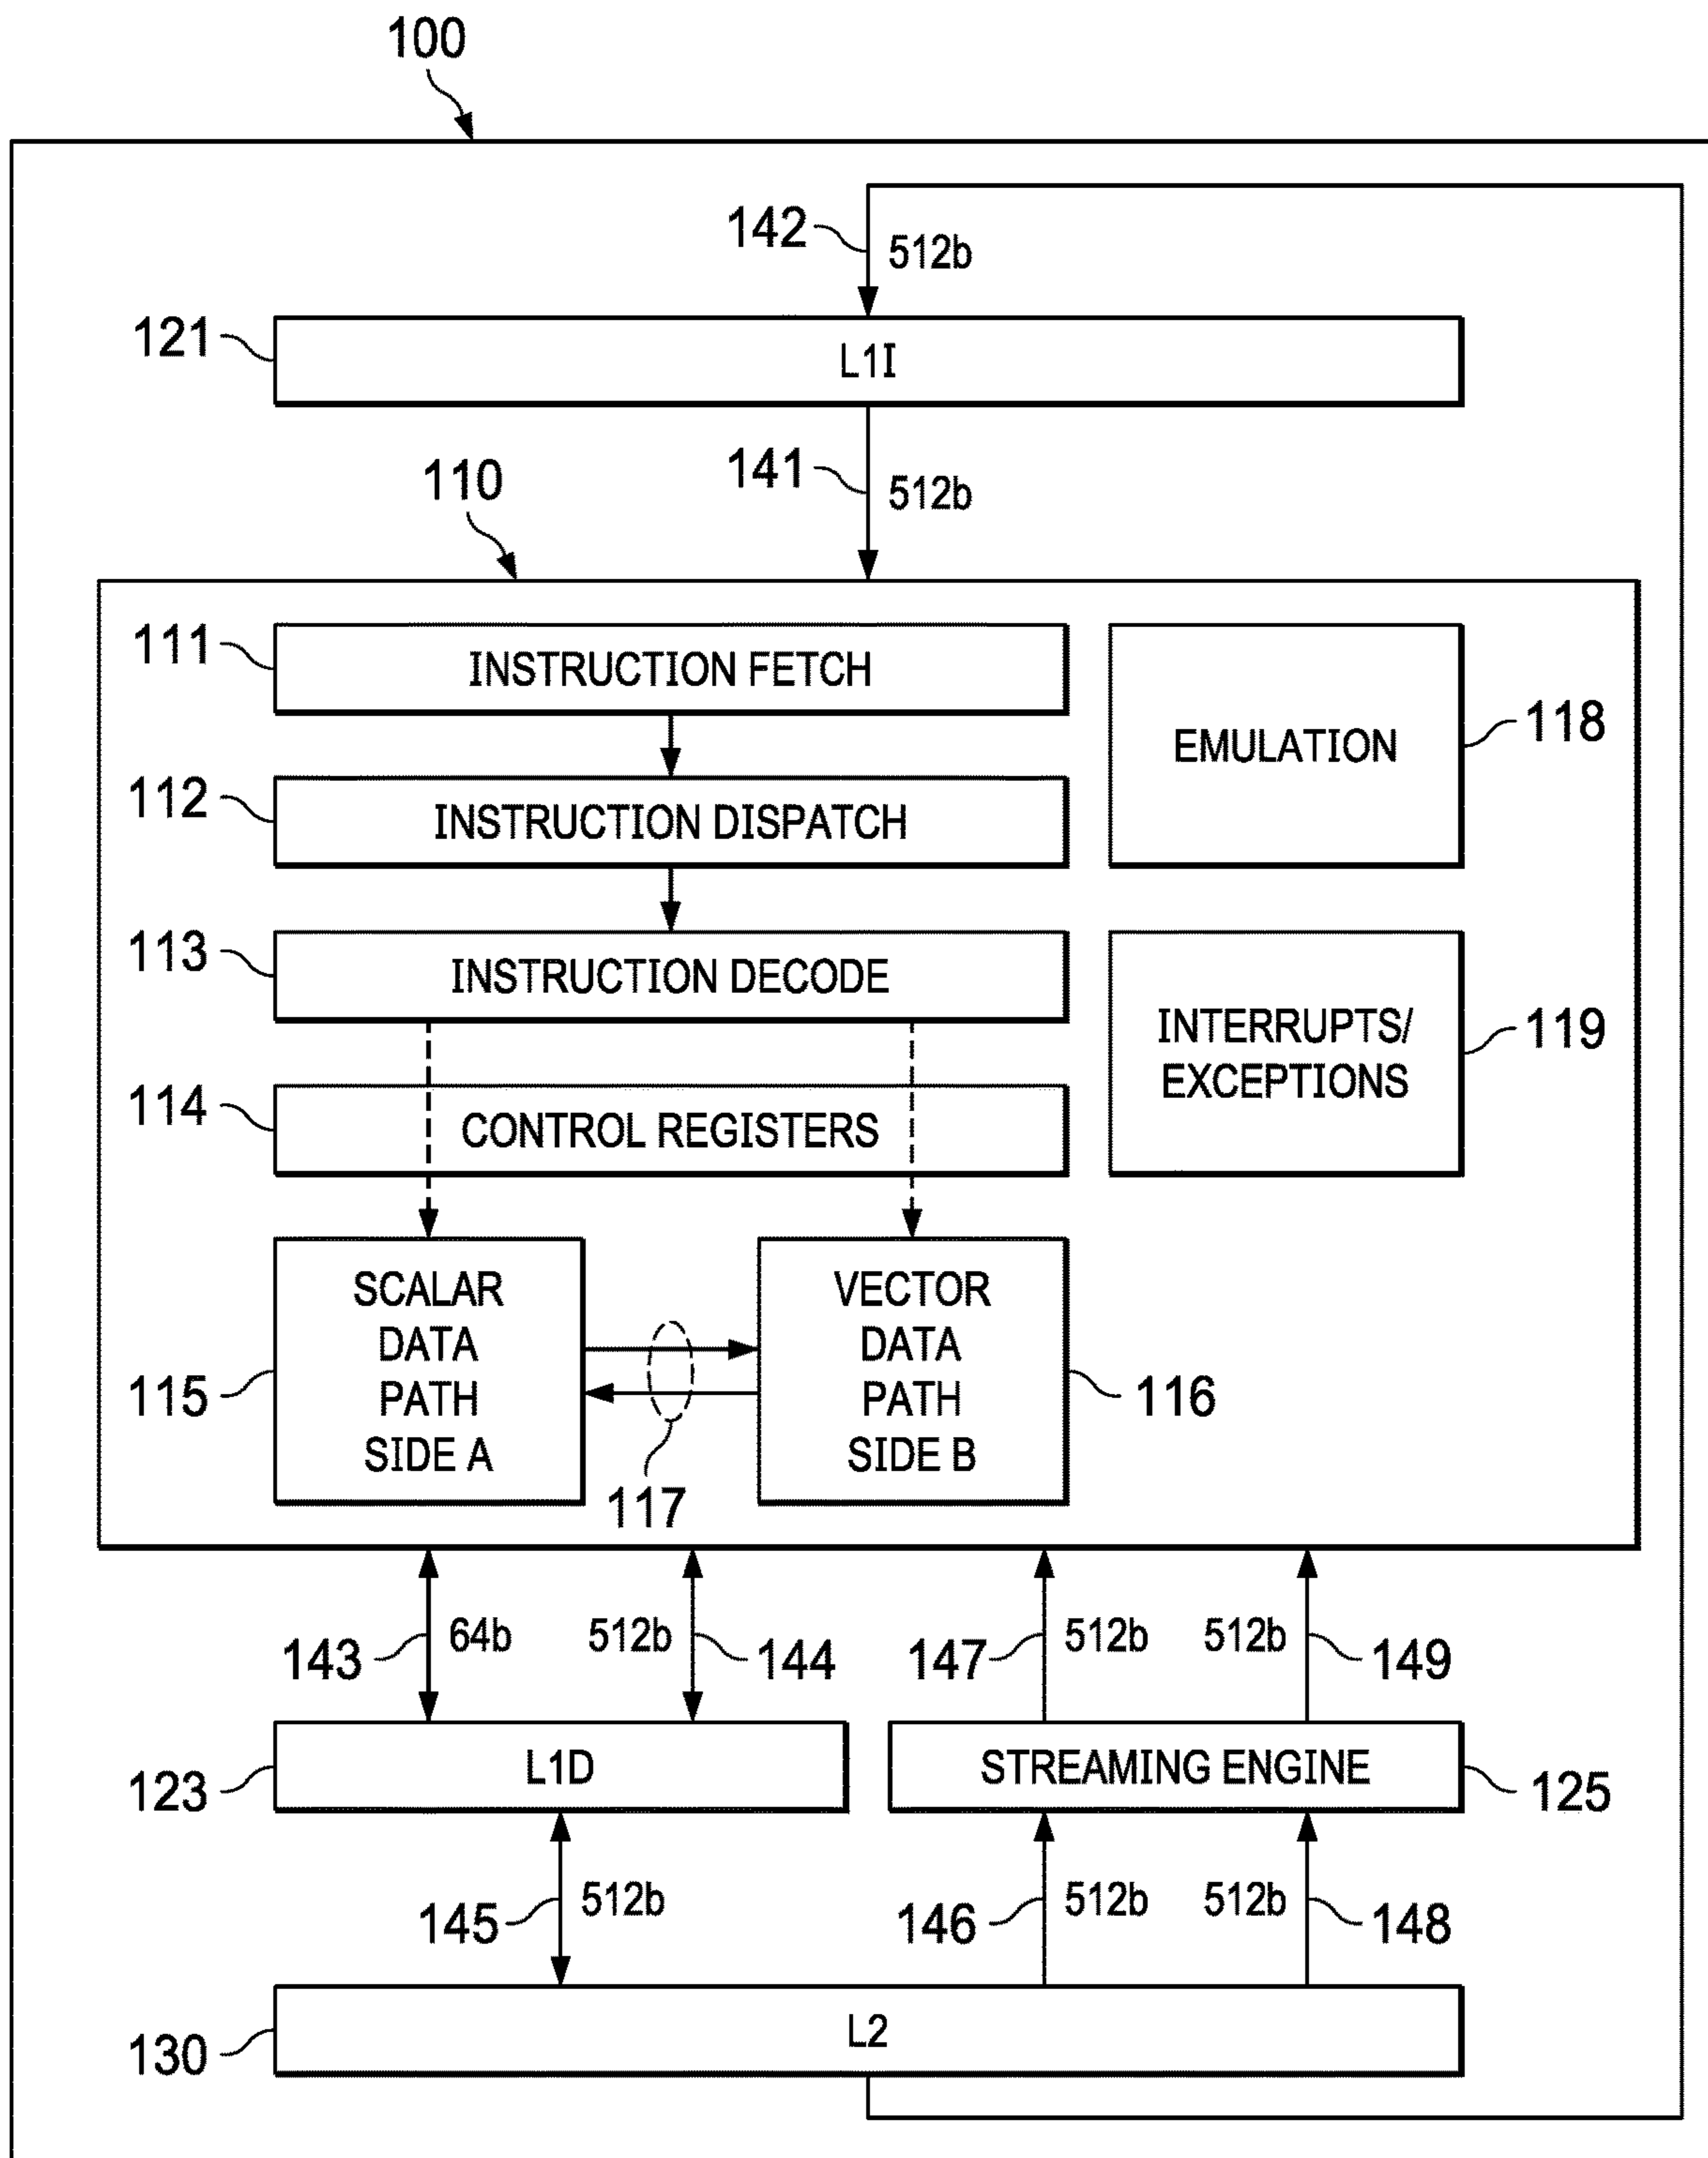 100
142
512b
121
L1I
141
512b
110
111
INSTRUCTION FETCH
EMULATION
118
112
INSTRUCTION DISPATCH
113
INSTRUCTION DECODE
INTERRUPTS/
EXCEPTIONS
119
114
CONTROL REGISTERS
SCALAR
DATA
PATH
SIDE A
115
VECTOR
DATA
PATH
SIDE B
116
117
143
64b
512b
144
147
512b
512b
149
123
L1D
STREAMING ENGINE
125
145
512b
146
512b
512b
148
130
L2